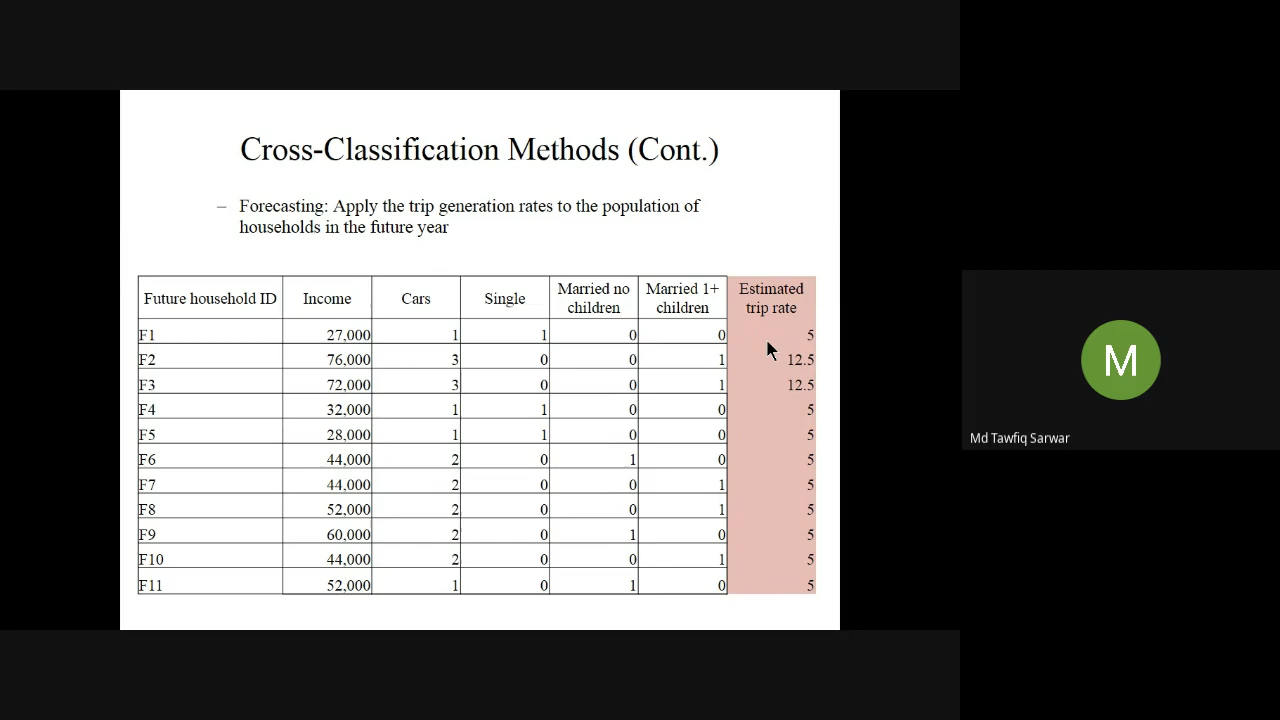 Cross-Classification Methods (Cont.)
– Forecasting: Apply the trip generation rates to the population of
households in the future year
Future household ID Income Cars Single Married no children Married 1+ children Estimated trip rate
F1 27,000 1 1 0 0 5
F2 76,000 3 0 0 1 12.5
F3 72,000 3 0 0 1 12.5
F4 32,000 1 1 0 0 5
F5 28,000 1 1 0 0 5
F6 44,000 2 0 1 0 5
F7 44,000 2 0 0 1 5
F8 52,000 2 0 0 1 5
F9 60,000 2 0 1 0 5
F10 44,000 2 0 0 1 5
F11 52,000 1 0 1 0 5
M
Md Tawfiq Sarwar